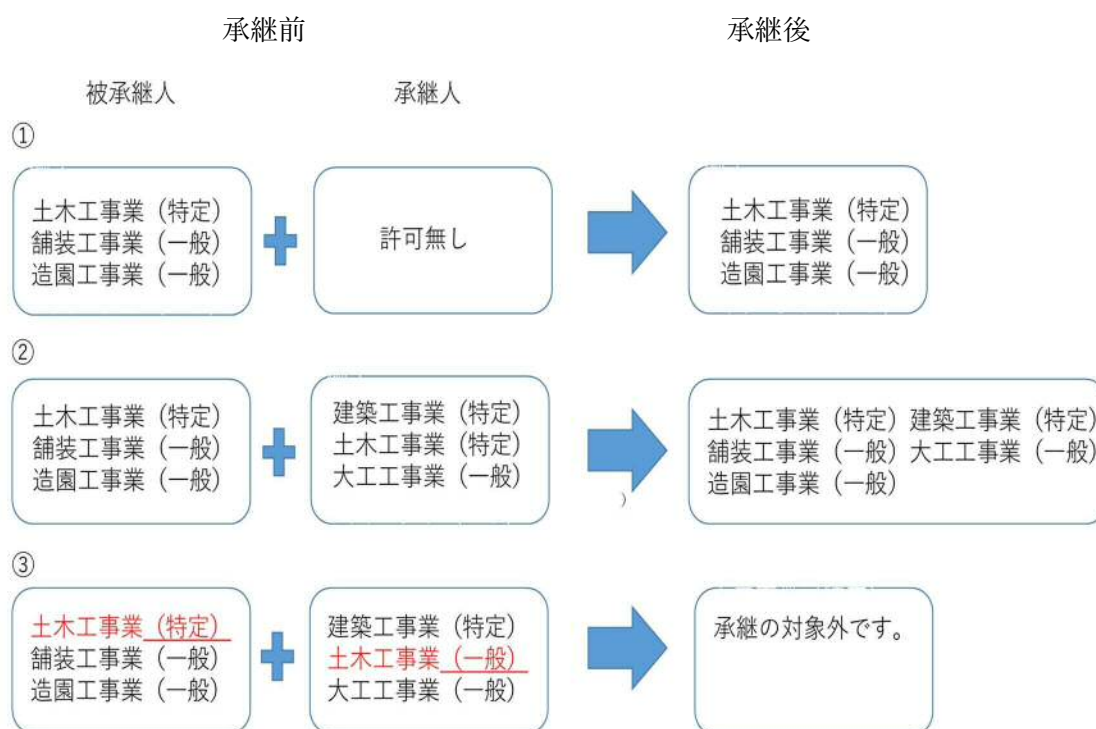 承継前
承継後
被承継人
承継人
①
土木工事業（特定）
舗装工事業（一般）
造園工事業（一般）
許可無し
土木工事業（特定）
舗装工事業（一般）
造園工事業（一般）
②
土木工事業（特定）
舗装工事業（一般）
造園工事業（一般）
建築工事業（特定）
土木工事業（特定）
大工工事業（一般）
）
土木工事業（特定）建築工事業（特定）
舗装工事業（一般）大工工事業（一般）
造園工事業（一般）
③
土木工事業（特定）
舗装工事業（一般）
造園工事業（一般）
建築工事業（特定）
土木工事業（一般）
大工工事業（一般）
承継の対象外です。